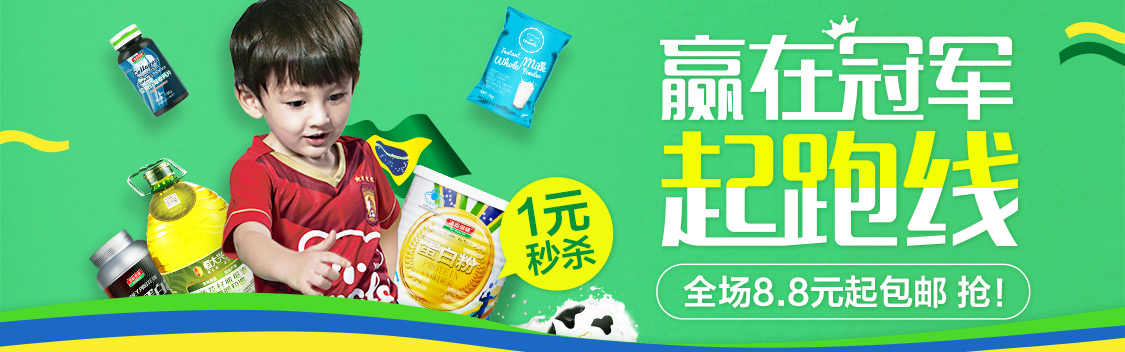 赢在冠军
起跑线
全场8.8元起包邮 抢!
1元
秒杀
蛋白粉
Instant
Whole Milk
Powder